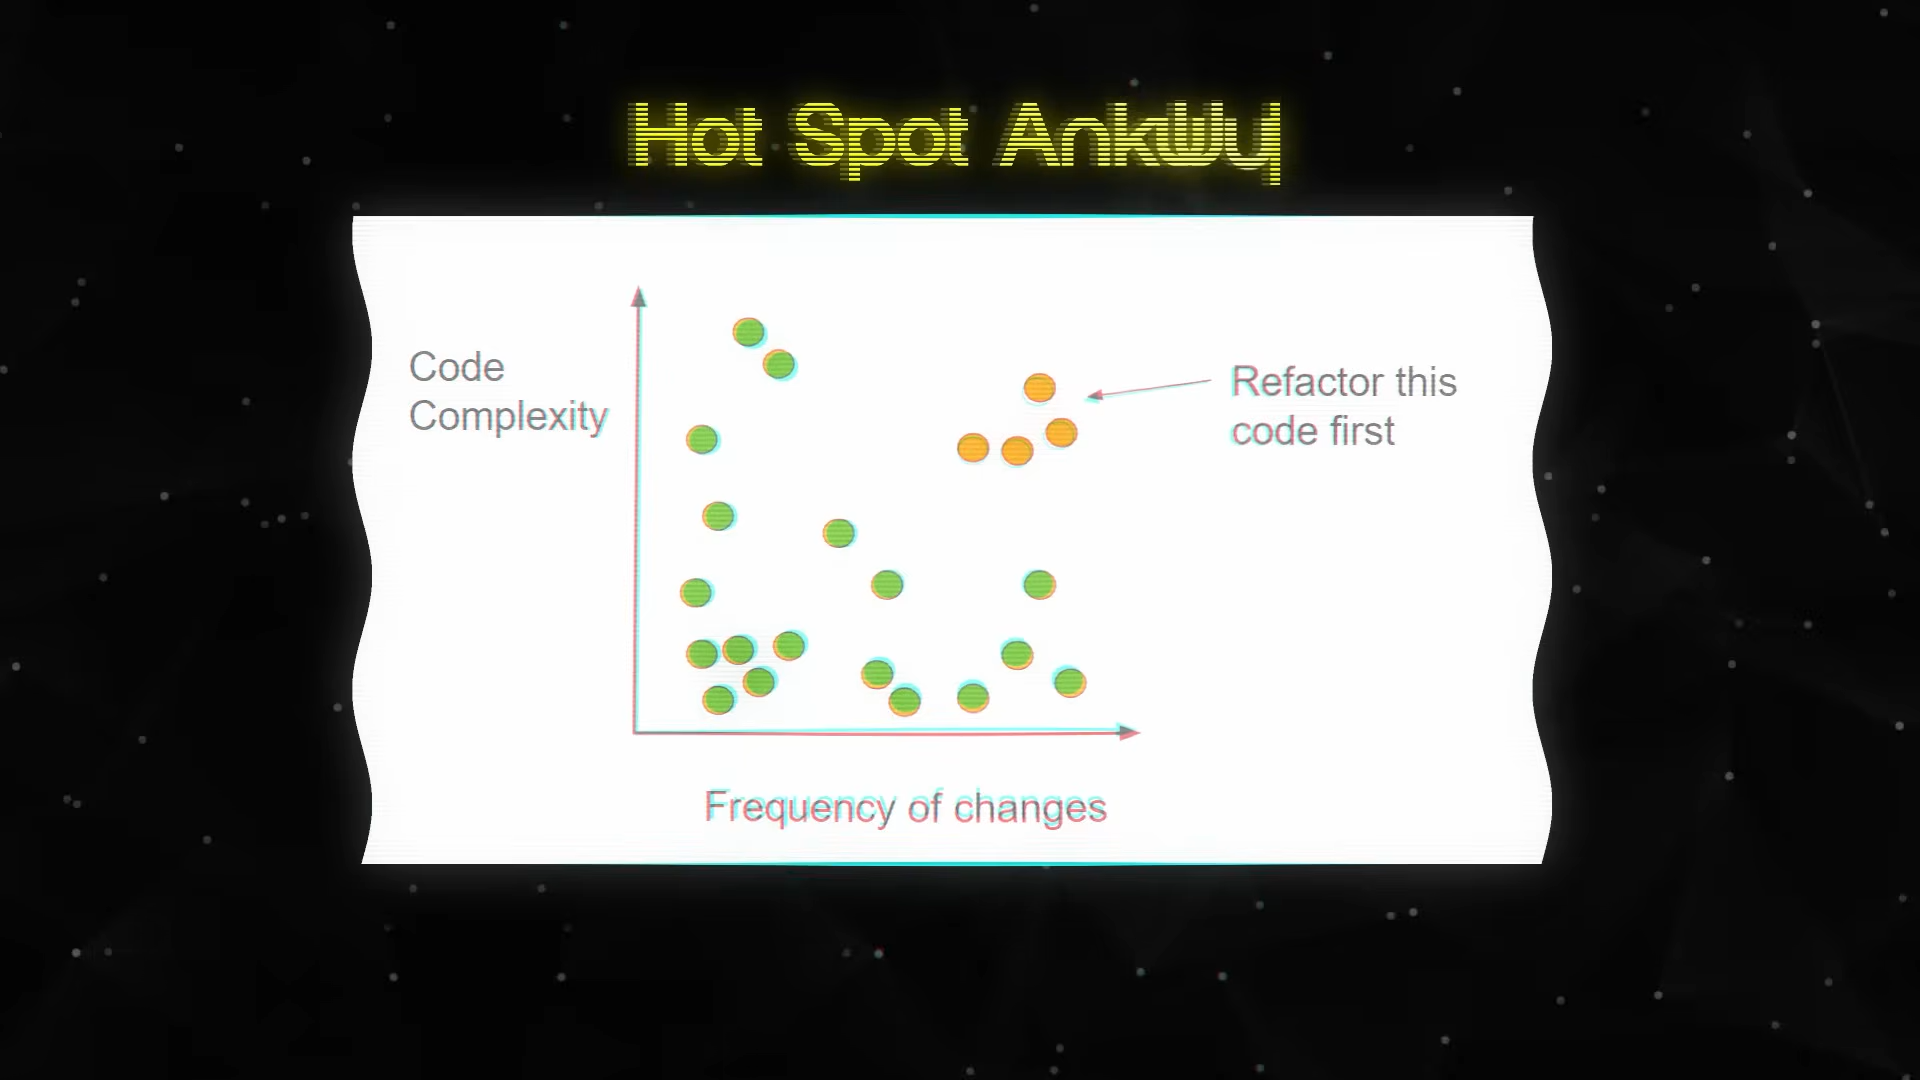 Hot Spot
Code
Complexity
Refactor this
code first
Frequency of changes